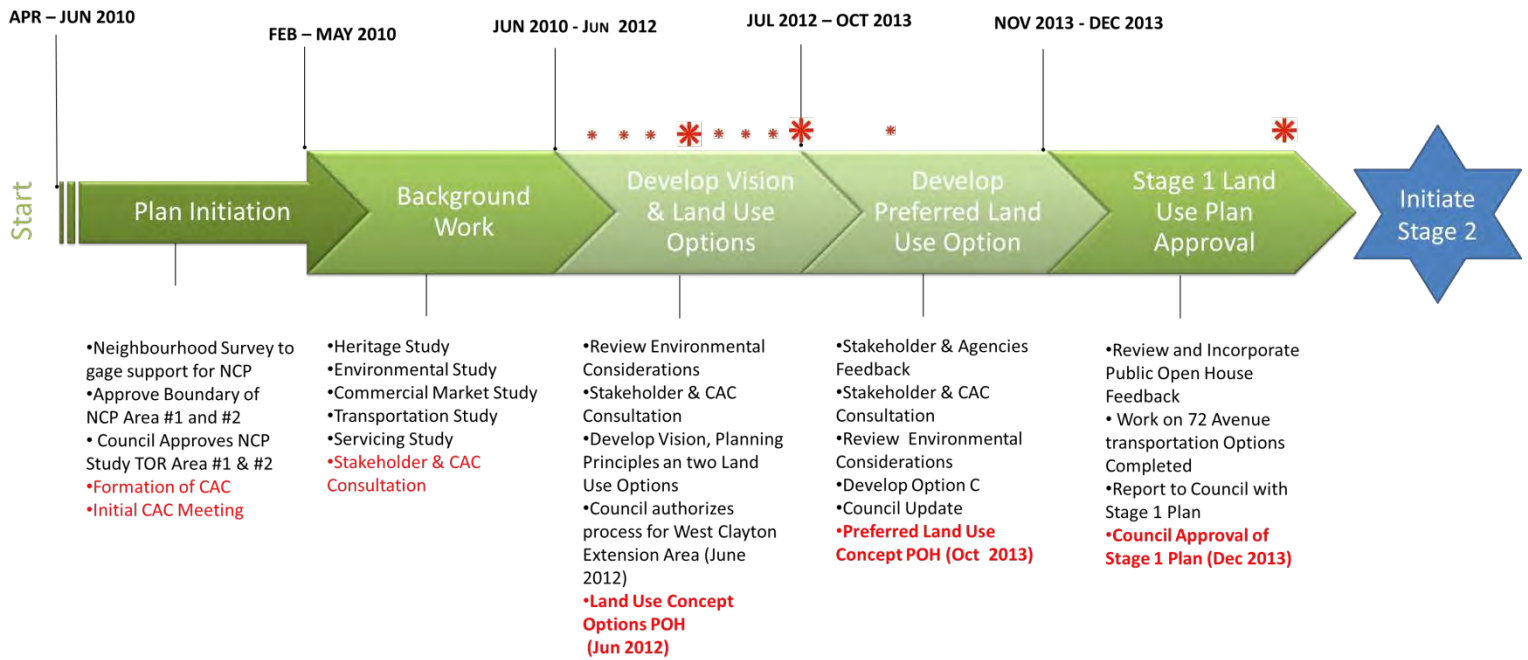 APR – JUN 2010
FEB – MAY 2010
JUN 2010 - JUN 2012
JUL 2012 – OCT 2013
NOV 2013 - DEC 2013
Start
Plan Initiation
Background
Work
Develop Vision
& Land Use
Options
Develop
Preferred Land
Use Option
Stage 1 Land
Use Plan
Approval
Initiate
Stage 2
•Neighbourhood Survey to
gage support for NCP
•Approve Boundary of
NCP Area #1 and #2
• Council Approves NCP
Study TOR Area #1 & #2
•Formation of CAC
•Initial CAC Meeting
•Heritage Study
•Environmental Study
•Commercial Market Study
•Transportation Study
•Servicing Study
•Stakeholder & CAC
Consultation
•Review Environmental
Considerations
•Stakeholder & CAC
Consultation
•Develop Vision, Planning
Principles an two Land
Use Options
•Council authorizes
process for West Clayton
Extension Area (June
2012)
•Land Use Concept
Options POH
(Jun 2012)
•Stakeholder & Agencies
Feedback
•Stakeholder & CAC
Consultation
•Review Environmental
Considerations
•Develop Option C
•Council Update
•Preferred Land Use
Concept POH (Oct 2013)
•Review and Incorporate
Public Open House
Feedback
• Work on 72 Avenue
transportation Options
Completed
•Report to Council with
Stage 1 Plan
•Council Approval of
Stage 1 Plan (Dec 2013)